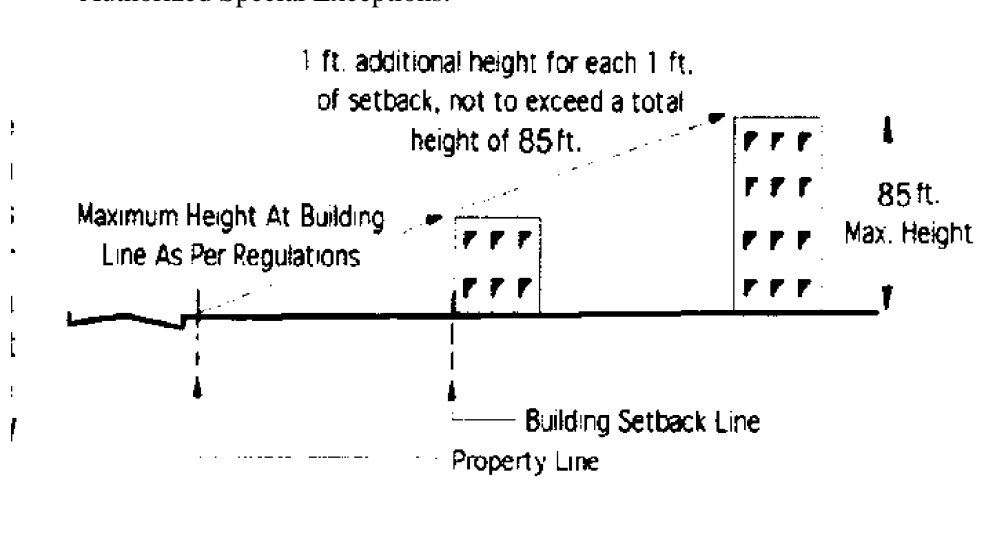 Authorized Special Exceptions.
1 ft. additional height for each 1 ft.
of setback, not to exceed a total
height of 85 ft.
Maximum Height At Building
Line As Per Regulations
85 ft.
Max. Height
Building Setback Line
Property Line